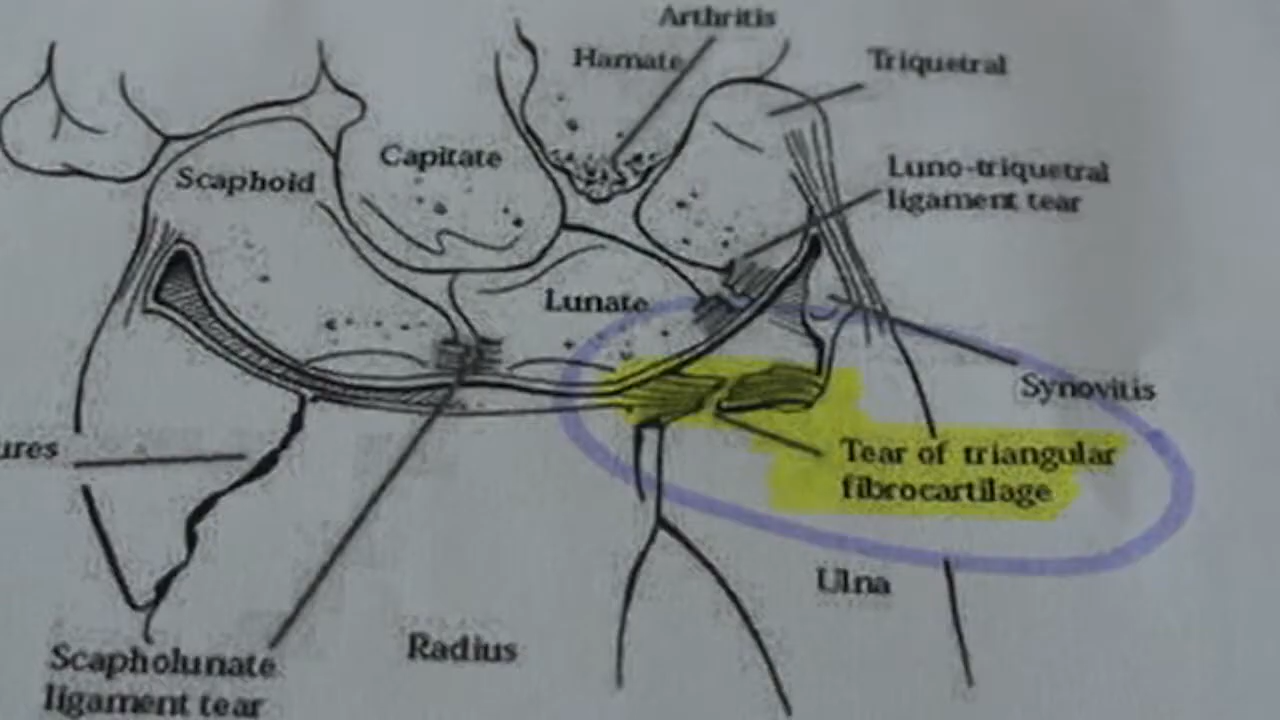 Arthritis
Hamate
Triquetral
Capitate
Scaphoid
Luno-triquetral
ligament tear
Lunate
Synovitis
ures
Tear of triangular
fibrocartilage
Ulna
Radius
Scapholunate
ligament tear